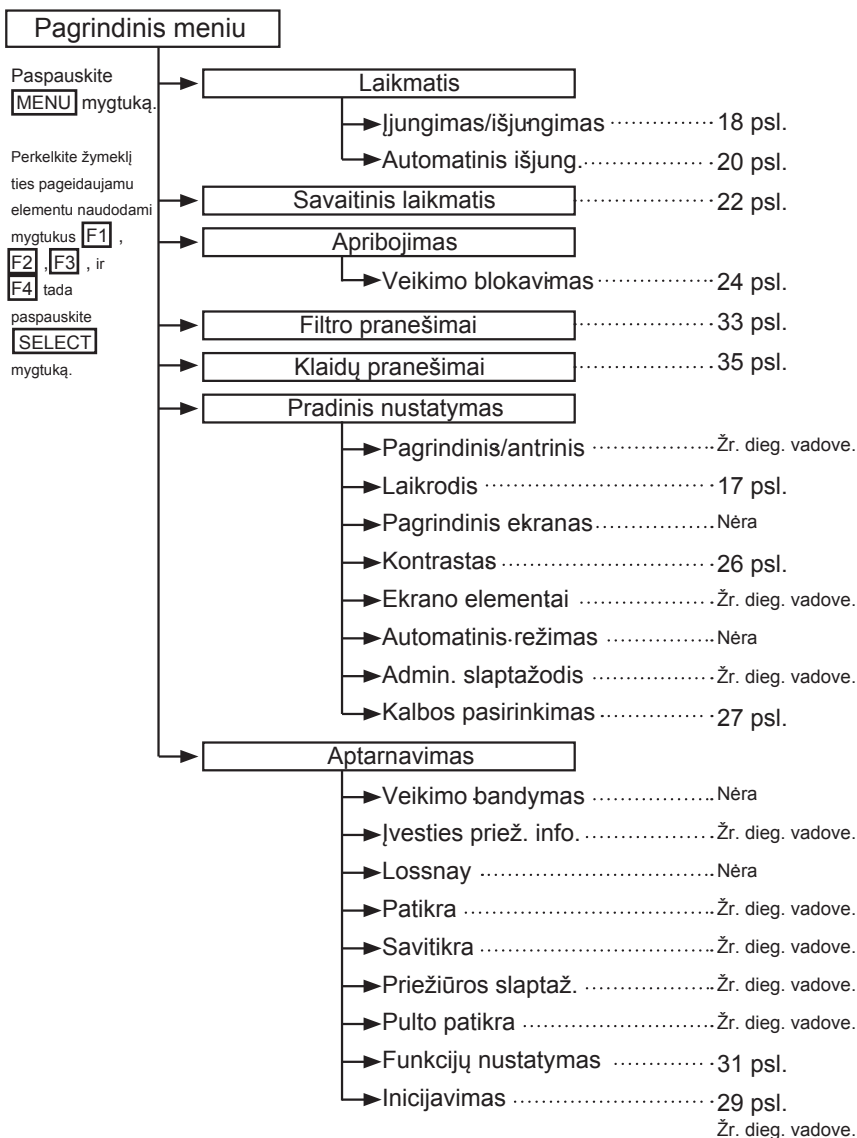 Pagrindinis meniu
Paspauskite
MENU mygtuką.
Perkelkite žymeklį
ties pageidaujamu
elementu naudodami
mygtukus F1 ,
F2 , F3 , ir
F4 tada
paspauskite
SELECT
mygtuką.
Laikmatis
Įjungimas/išjungimas 18 psl.
Automatinis išjung. 20 psl.
Savaitinis laikmatis 22 psl.
Apribojimas
Veikimo blokavimas 24 psl.
Filtro pranešimai 33 psl.
Klaidų pranešimai 35 psl.
Pradinis nustatymas
Pagrindinis/antrinis Žr. dieg. vadove.
Laikrodis 17 psl.
Pagrindinis ekranas Nėra
Kontrastas 26 psl.
Ekrano elementai Žr. dieg. vadove.
Automatinis režimas Nėra
Admin. slaptažodis Žr. dieg. vadove.
Kalbos pasirinkimas 27 psl.
Aptarnavimas
Veikimo bandymas Nėra
Įvesties priež. info. Žr. dieg. vadove.
Lossnay Nėra
Patikra Žr. dieg. vadove.
Savitikra Žr. dieg. vadove.
Priežiūros slaptaž. Žr. dieg. vadove.
Pulto patikra Žr. dieg. vadove.
Funkcijų nustatymas 31 psl.
Inicijavimas 29 psl.
Žr. dieg. vadove.